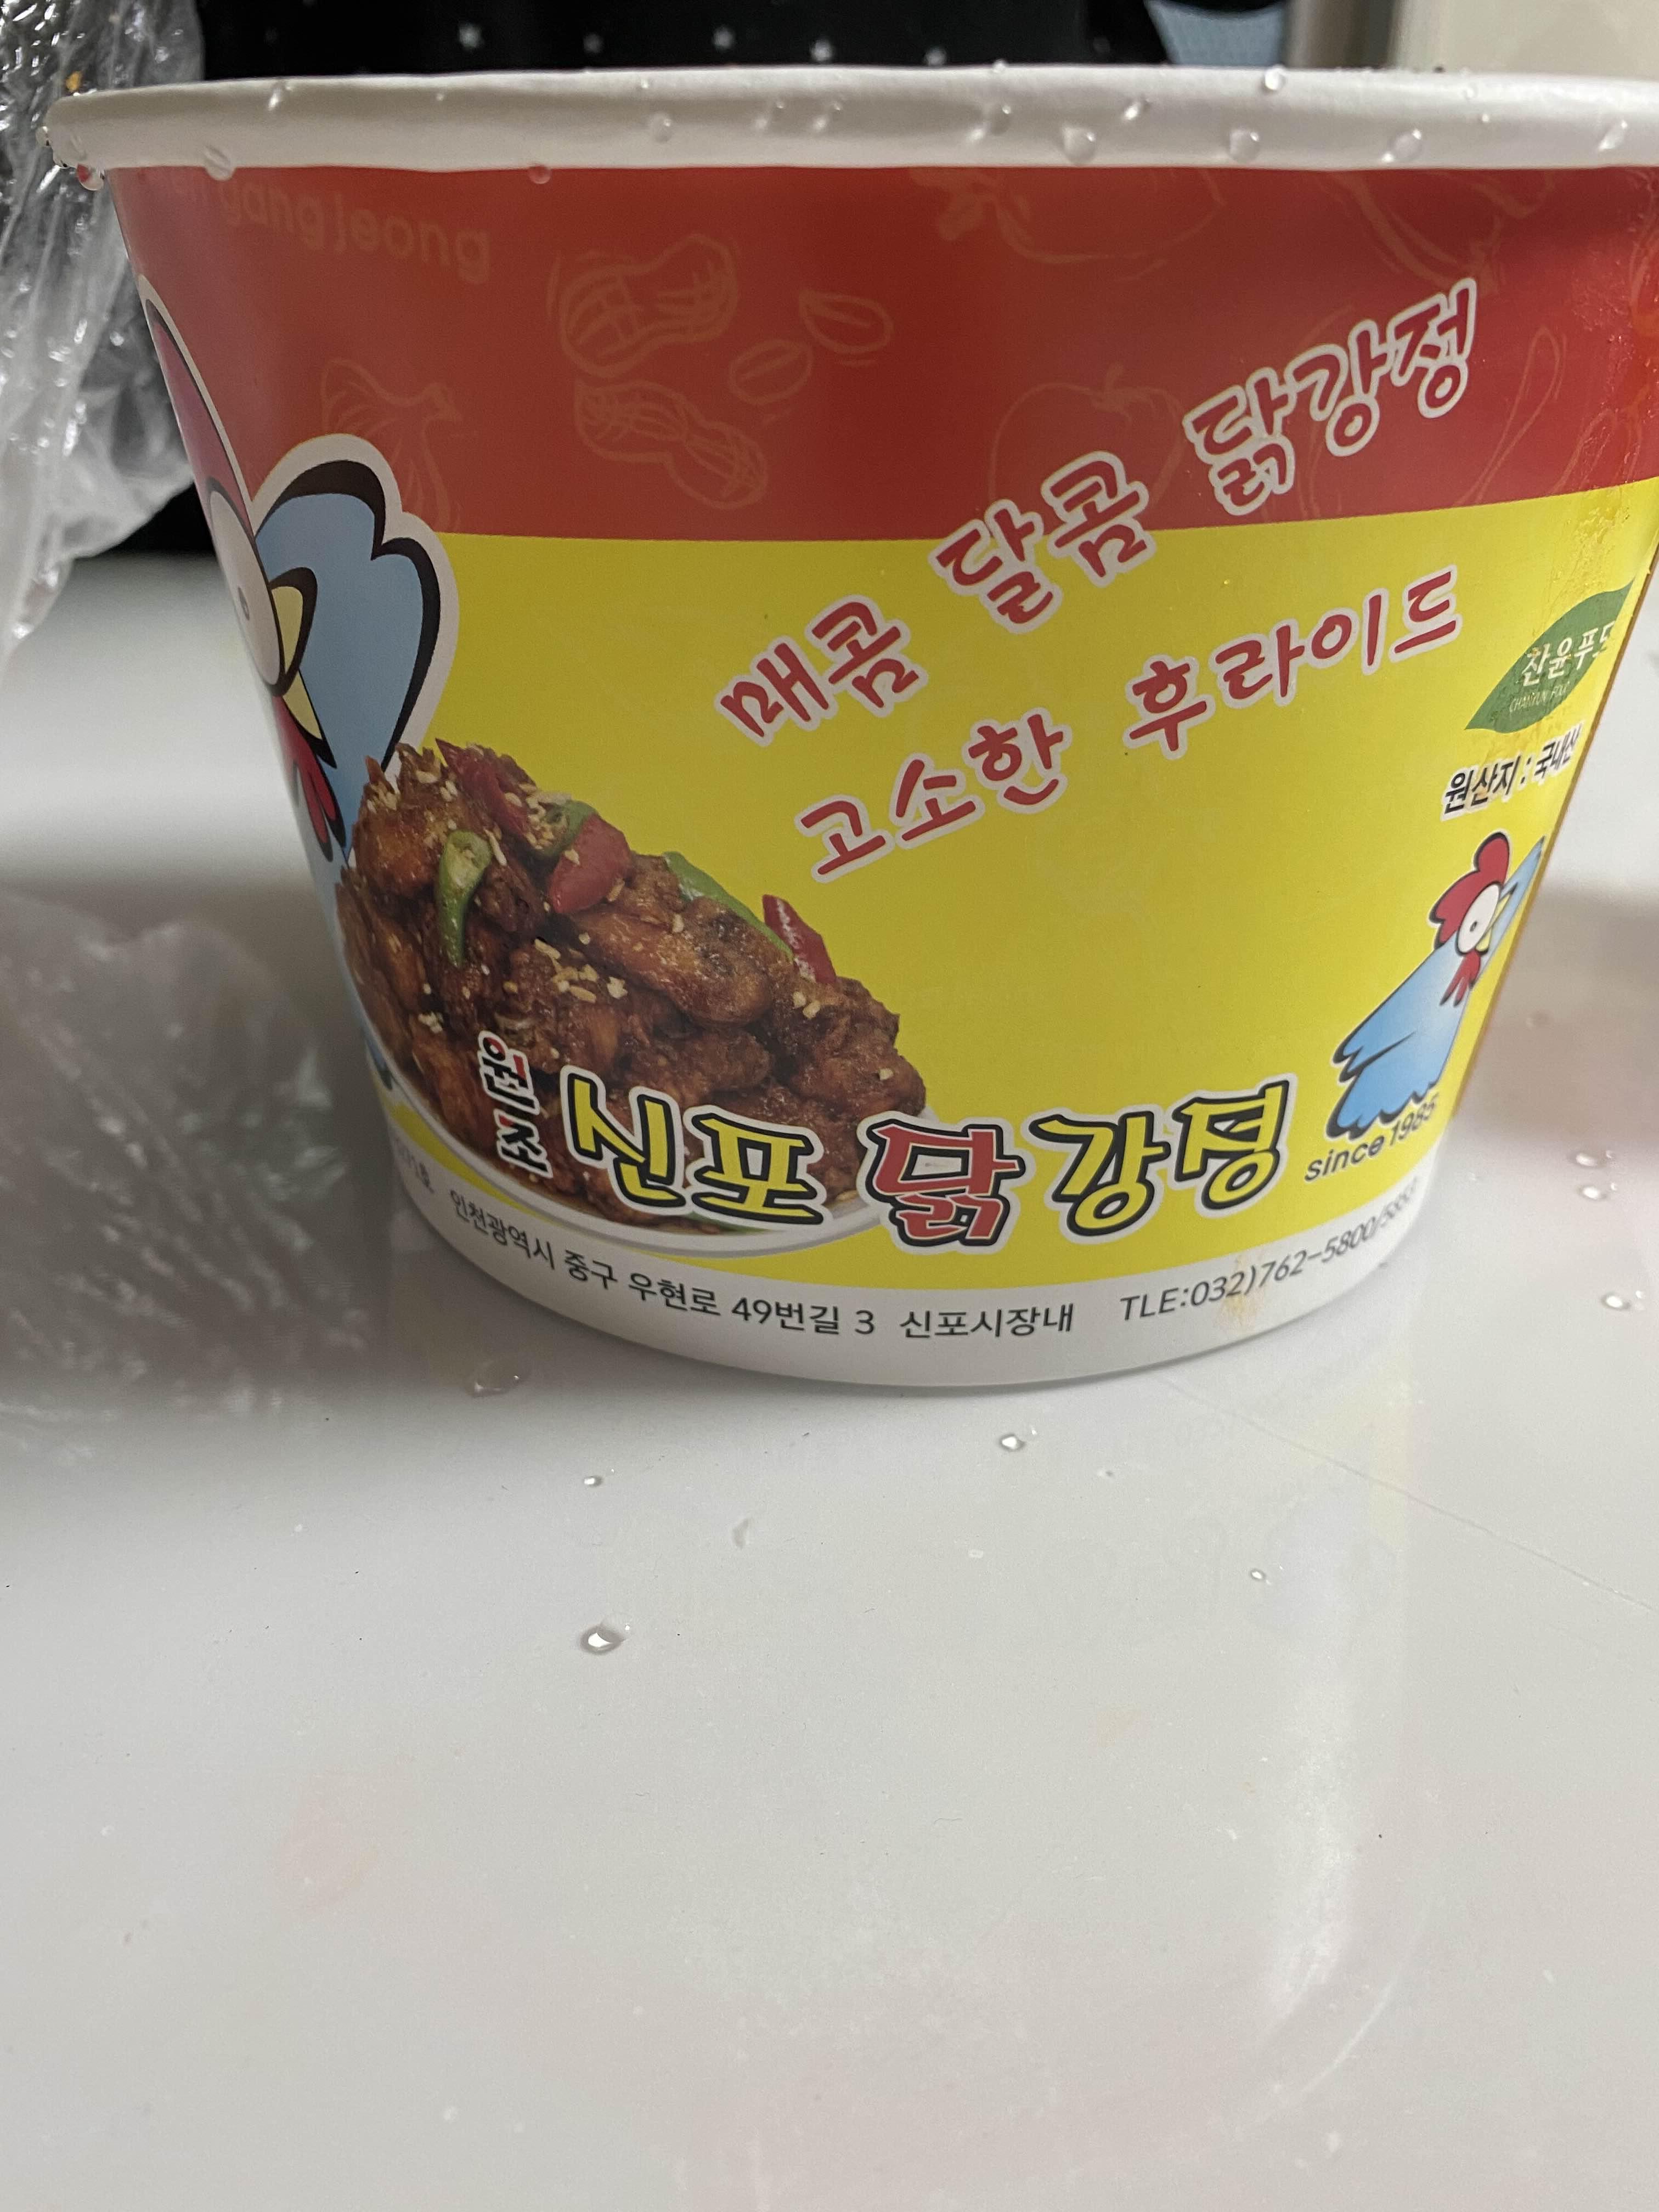 gangjeong
매콤 달콤 닭강정
고소한 후라이드
찬윤푸드
원산지 : 국내산
원조 신포 닭강정
since 1985
인천광역시 중구 우현로 49번길 3 신포시장내 TLE:032)762-5800/